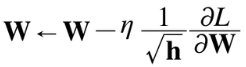 W ← W − η 1/√h ∂L/∂W